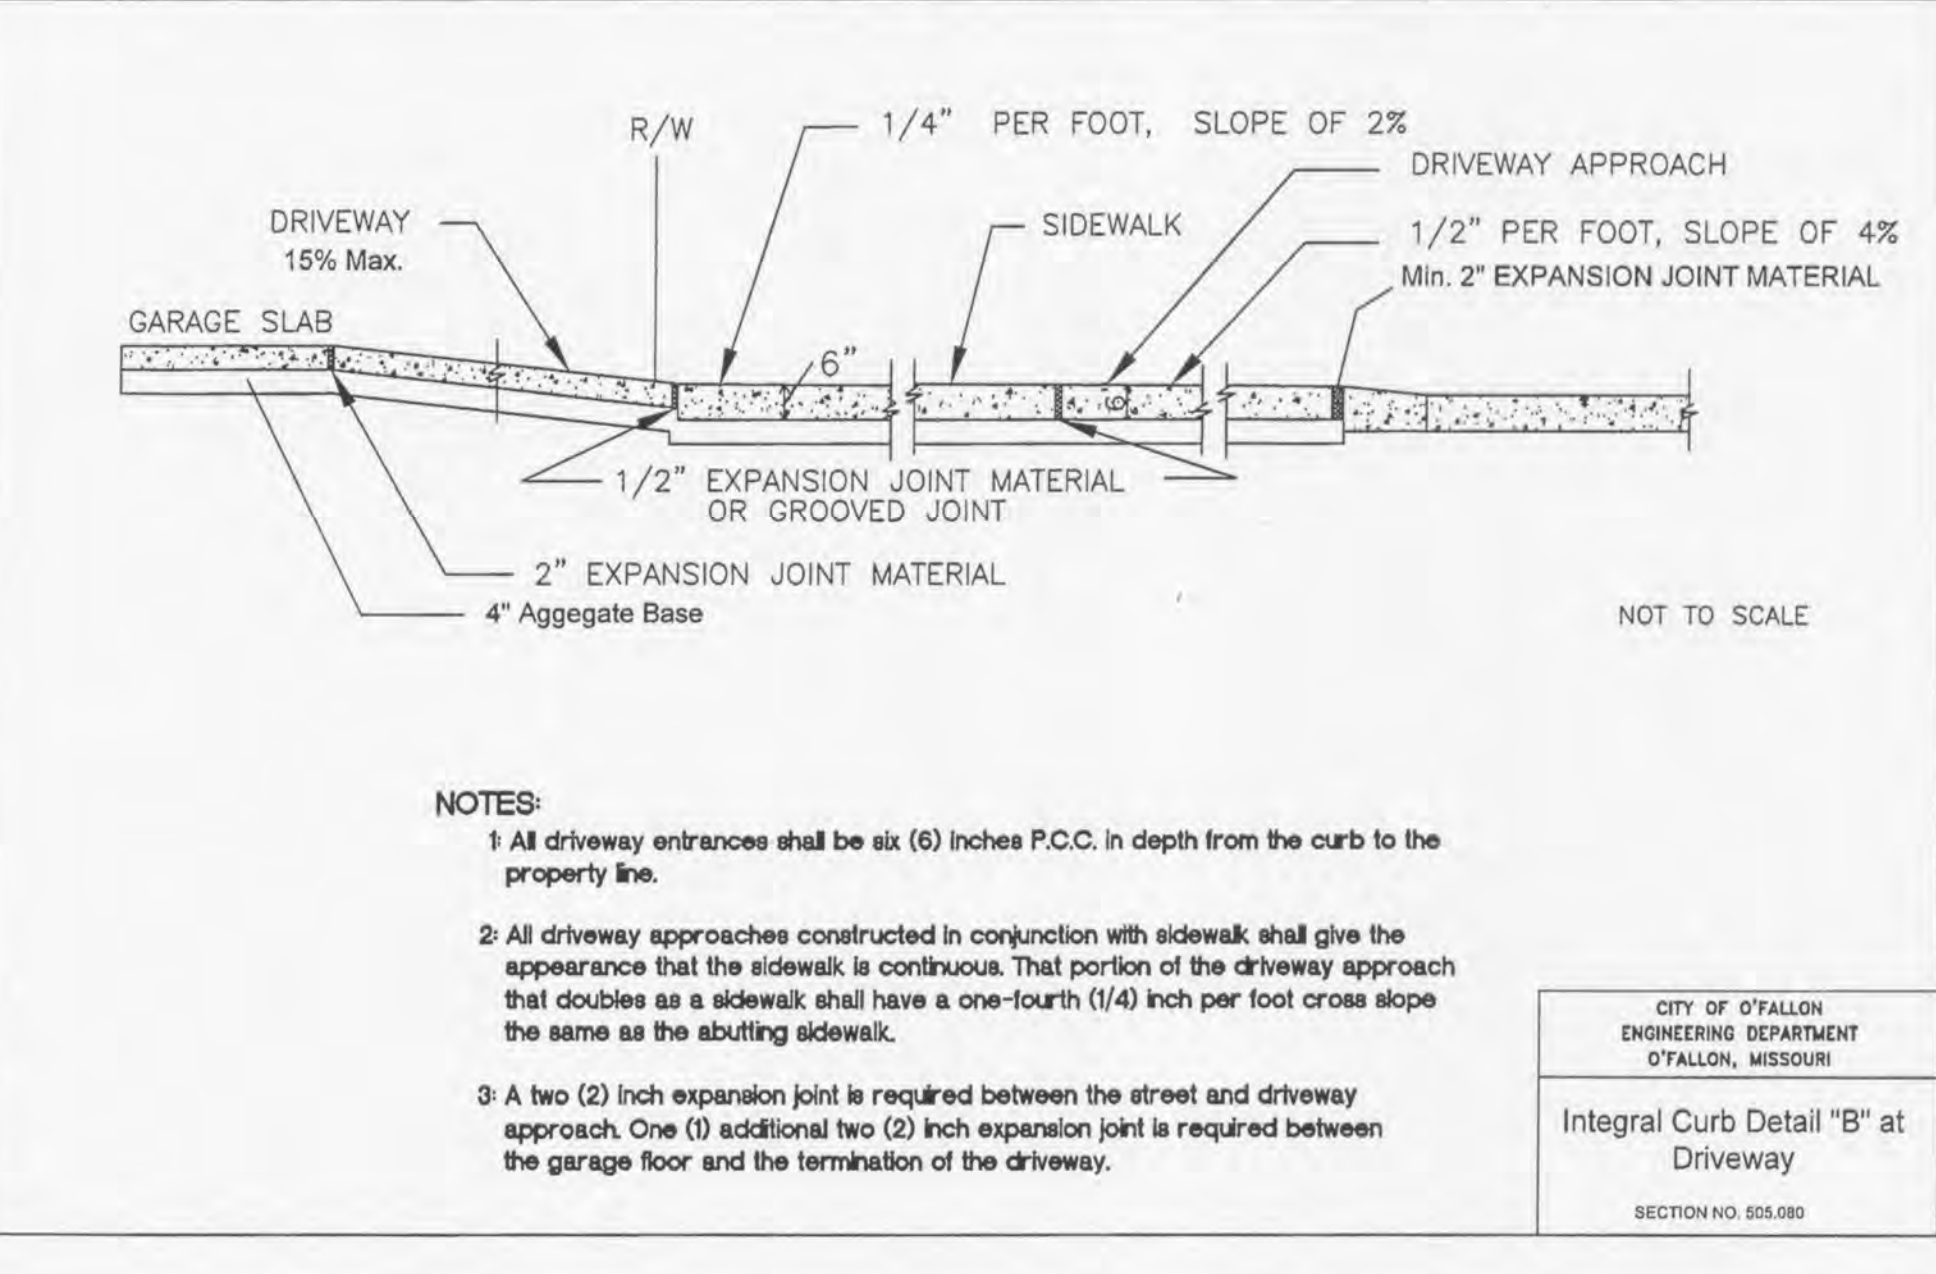 R/W
1/4" PER FOOT, SLOPE OF 2%
DRIVEWAY APPROACH
DRIVEWAY
15% Max.
SIDEWALK
1/2" PER FOOT, SLOPE OF 4%
Min. 2" EXPANSION JOINT MATERIAL
GARAGE SLAB
6"
6"
1/2" EXPANSION JOINT MATERIAL
OR GROOVED JOINT
2" EXPANSION JOINT MATERIAL
4" Aggegate Base
NOT TO SCALE
NOTES:
1: All driveway entrances shall be six (6) inches P.C.C. in depth from the curb to the
property line.
2: All driveway approaches constructed in conjunction with sidewalk shall give the
appearance that the sidewalk is continuous. That portion of the driveway approach
that doubles as a sidewalk shall have a one-fourth (1/4) inch per foot cross slope
the same as the abutting sidewalk.
3: A two (2) inch expansion joint is required between the street and driveway
approach. One (1) additional two (2) inch expansion joint is required between
the garage floor and the termination of the driveway.
CITY OF O'FALLON
ENGINEERING DEPARTMENT
O'FALLON, MISSOURI
Integral Curb Detail "B" at
Driveway
SECTION NO. 505.080